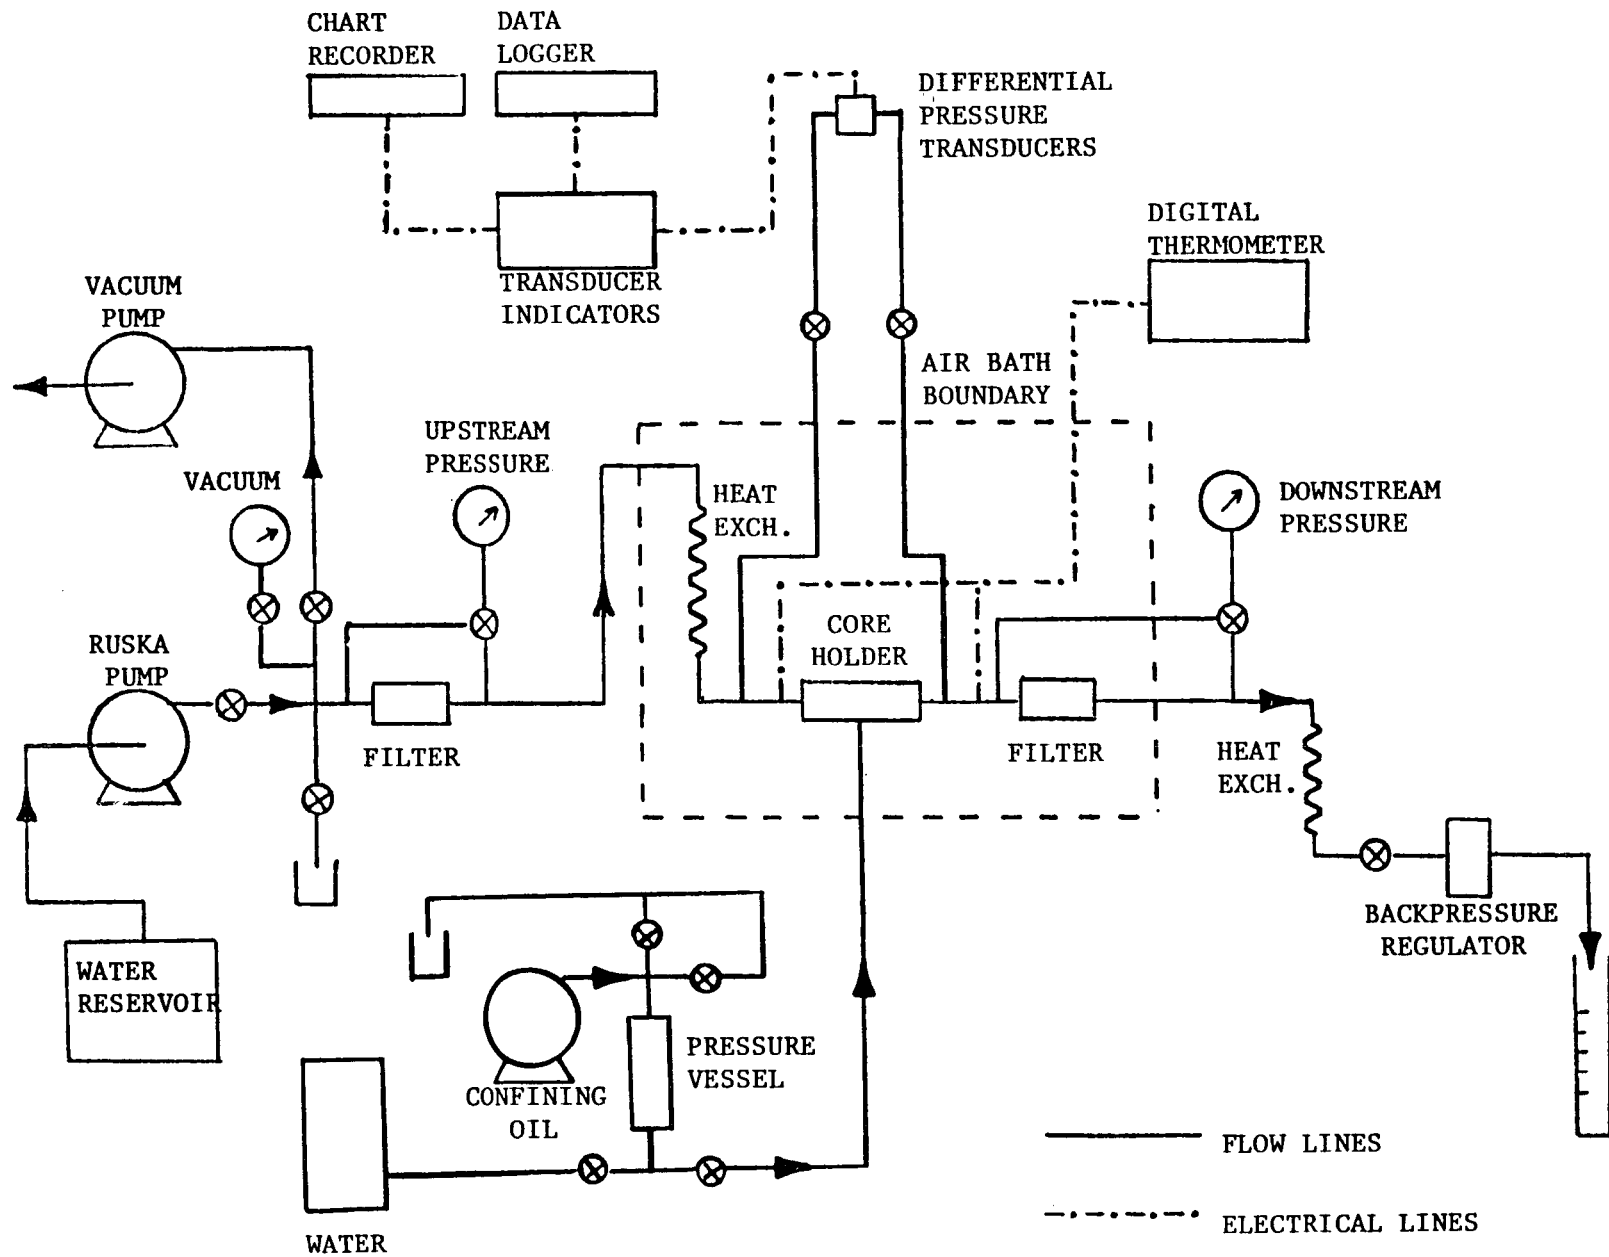 CHART
RECORDER
DATA
LOGGER
DIFFERENTIAL
PRESSURE
TRANSDUCERS
TRANSDUCER
INDICATORS
DIGITAL
THERMOMETER
VACUUM
PUMP
AIR BATH
BOUNDARY
UPSTREAM
PRESSURE
VACUUM
HEAT
EXCH.
DOWNSTREAM
PRESSURE
RUSKA
PUMP
CORE
HOLDER
FILTER
FILTER
HEAT
EXCH.
BACKPRESSURE
REGULATOR
WATER
RESERVOIR
PRESSURE
VESSEL
CONFINING
OIL
WATER
FLOW LINES
ELECTRICAL LINES